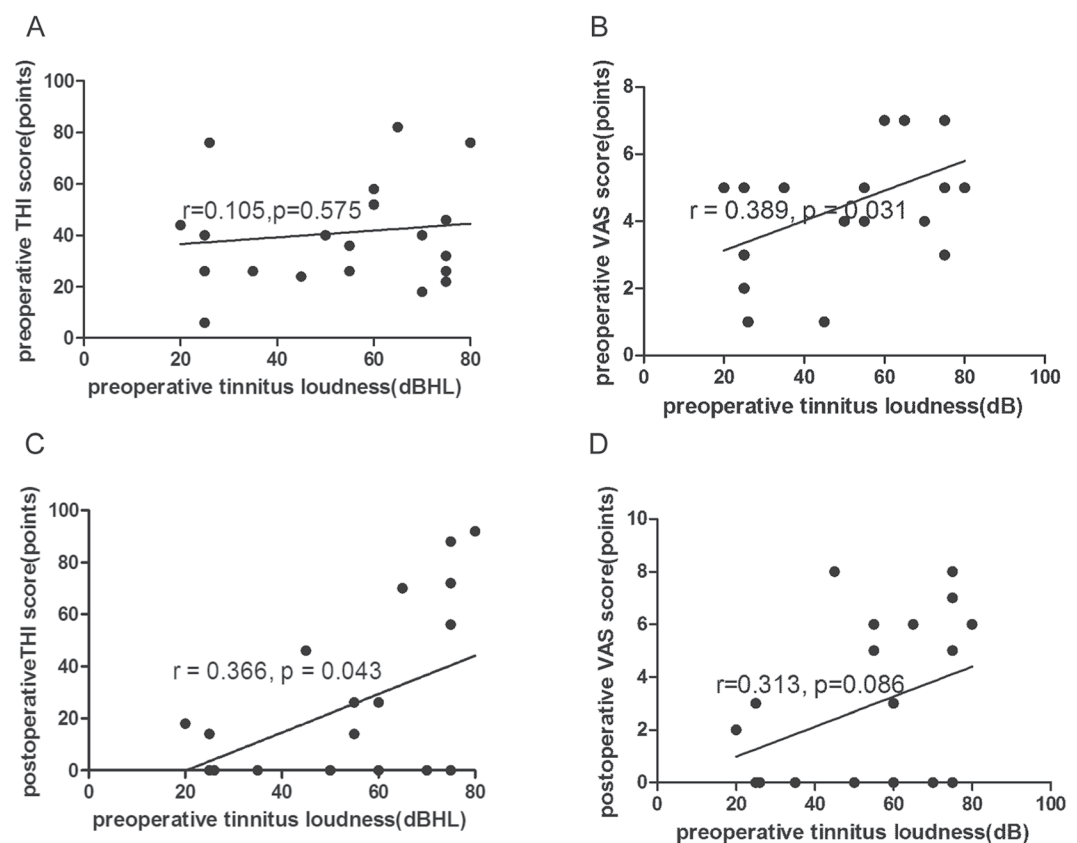 A
preoperative THI score(points)
100
80
60
40
20
0
r=0.105,p=0.575
0 20 40 60 80
preoperative tinnitus loudness(dBHL)
B
preoperative VAS score(points)
8
6
4
2
0
r = 0.389, p = 0.031
0 20 40 60 80 100
preoperative tinnitus loudness(dB)
C
postoperativeTHI score(points)
100
80
60
40
20
0
r = 0.366, p = 0.043
0 20 40 60 80
preoperative tinnitus loudness(dBHL)
D
postoperative VAS score(points)
10
8
6
4
2
0
r=0.313, p=0.086
0 20 40 60 80 100
preoperative tinnitus loudness(dB)